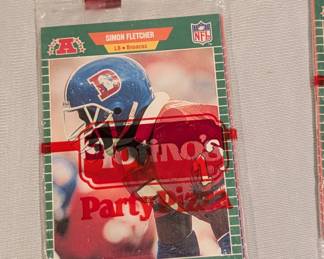 A
SIMON FLETCHER
LB • Broncos
NFL
D
Totino's
Party Pizza